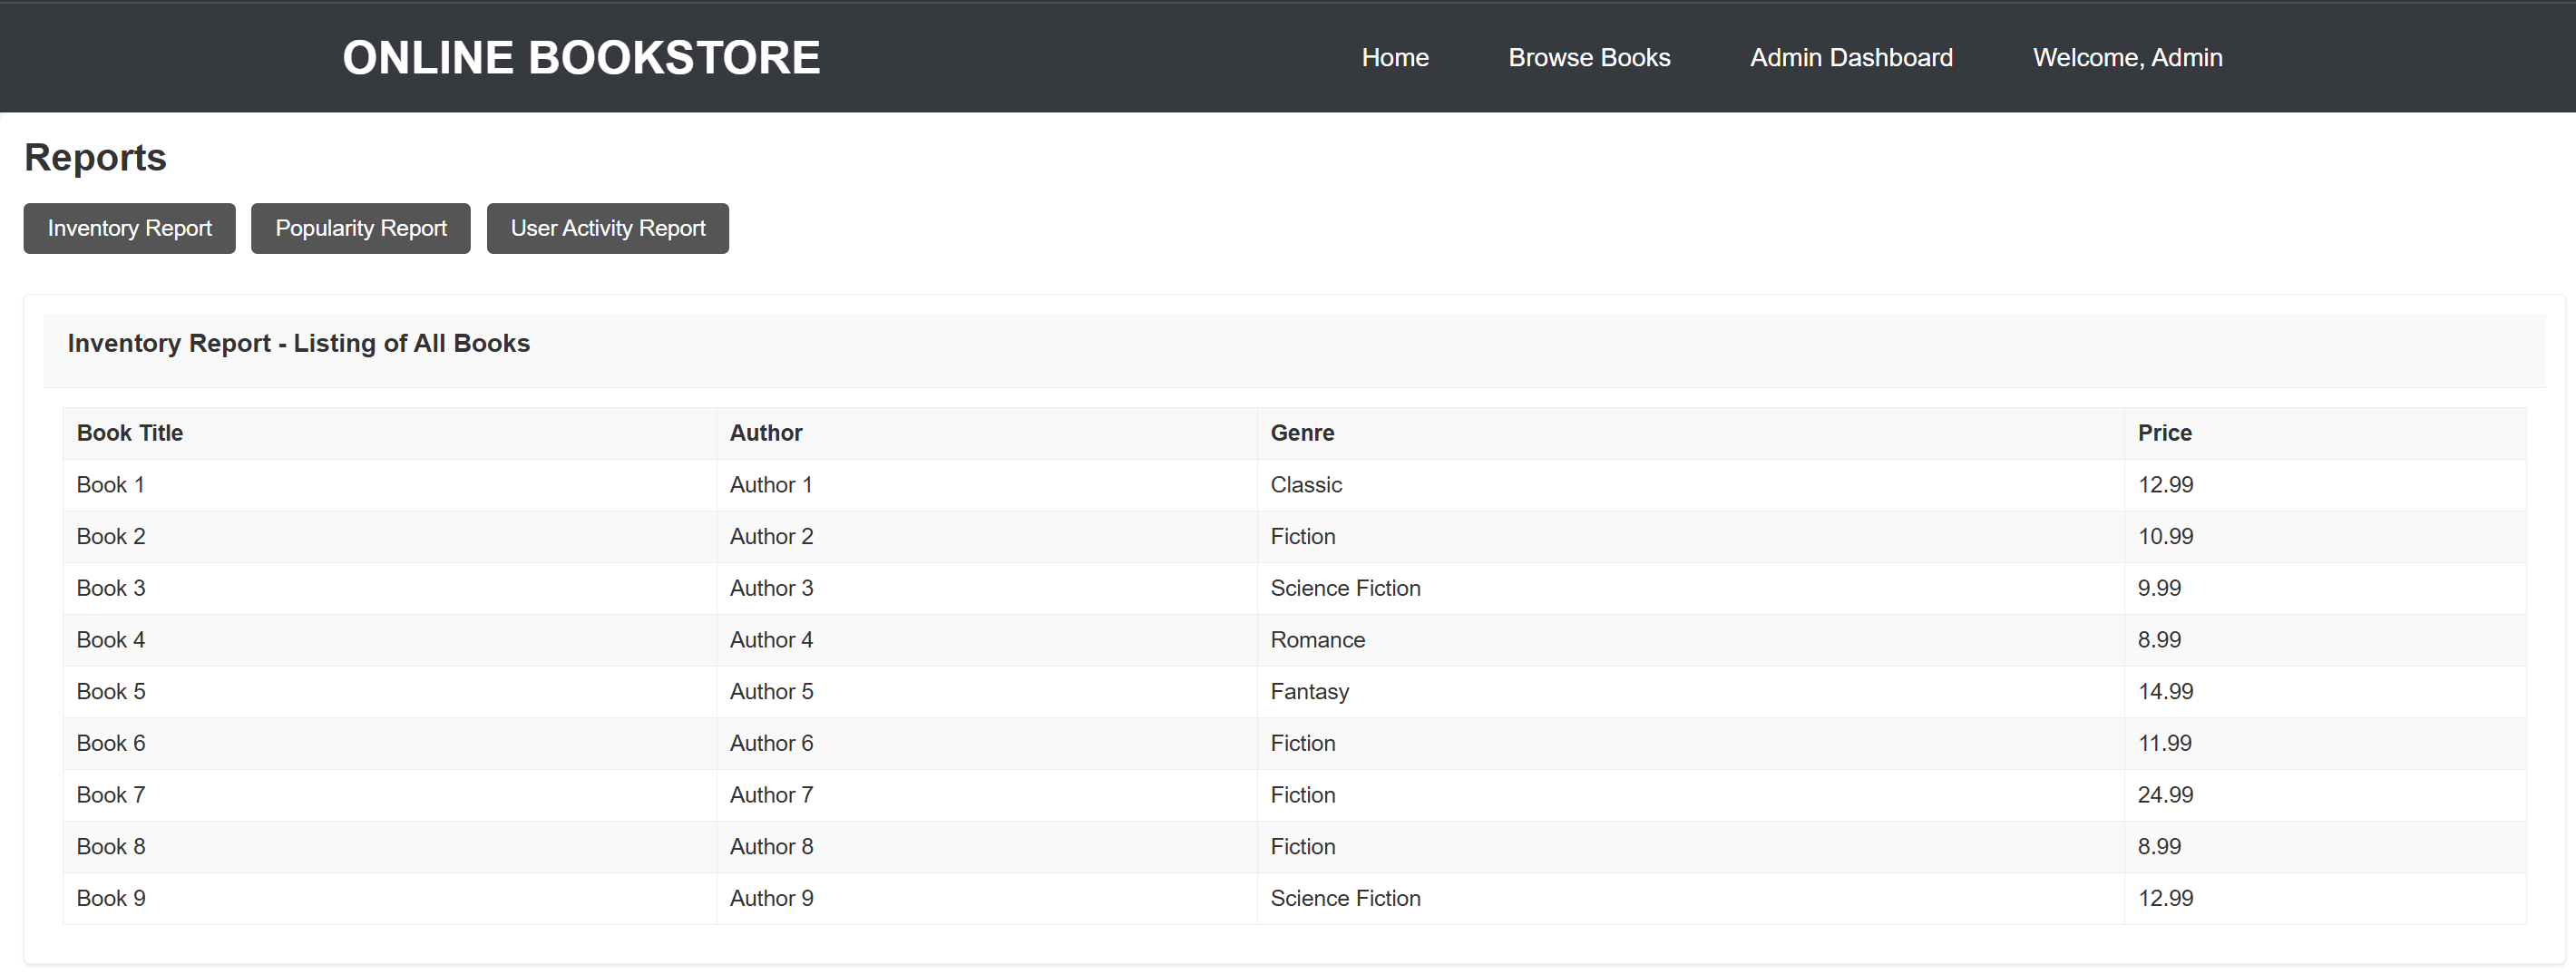 ONLINE BOOKSTORE Home Browse Books Admin Dashboard Welcome, Admin
Reports
Inventory Report Popularity Report User Activity Report
Inventory Report - Listing of All Books
Book Title Author Genre Price
Book 1 Author 1 Classic 12.99
Book 2 Author 2 Fiction 10.99
Book 3 Author 3 Science Fiction 9.99
Book 4 Author 4 Romance 8.99
Book 5 Author 5 Fantasy 14.99
Book 6 Author 6 Fiction 11.99
Book 7 Author 7 Fiction 24.99
Book 8 Author 8 Fiction 8.99
Book 9 Author 9 Science Fiction 12.99